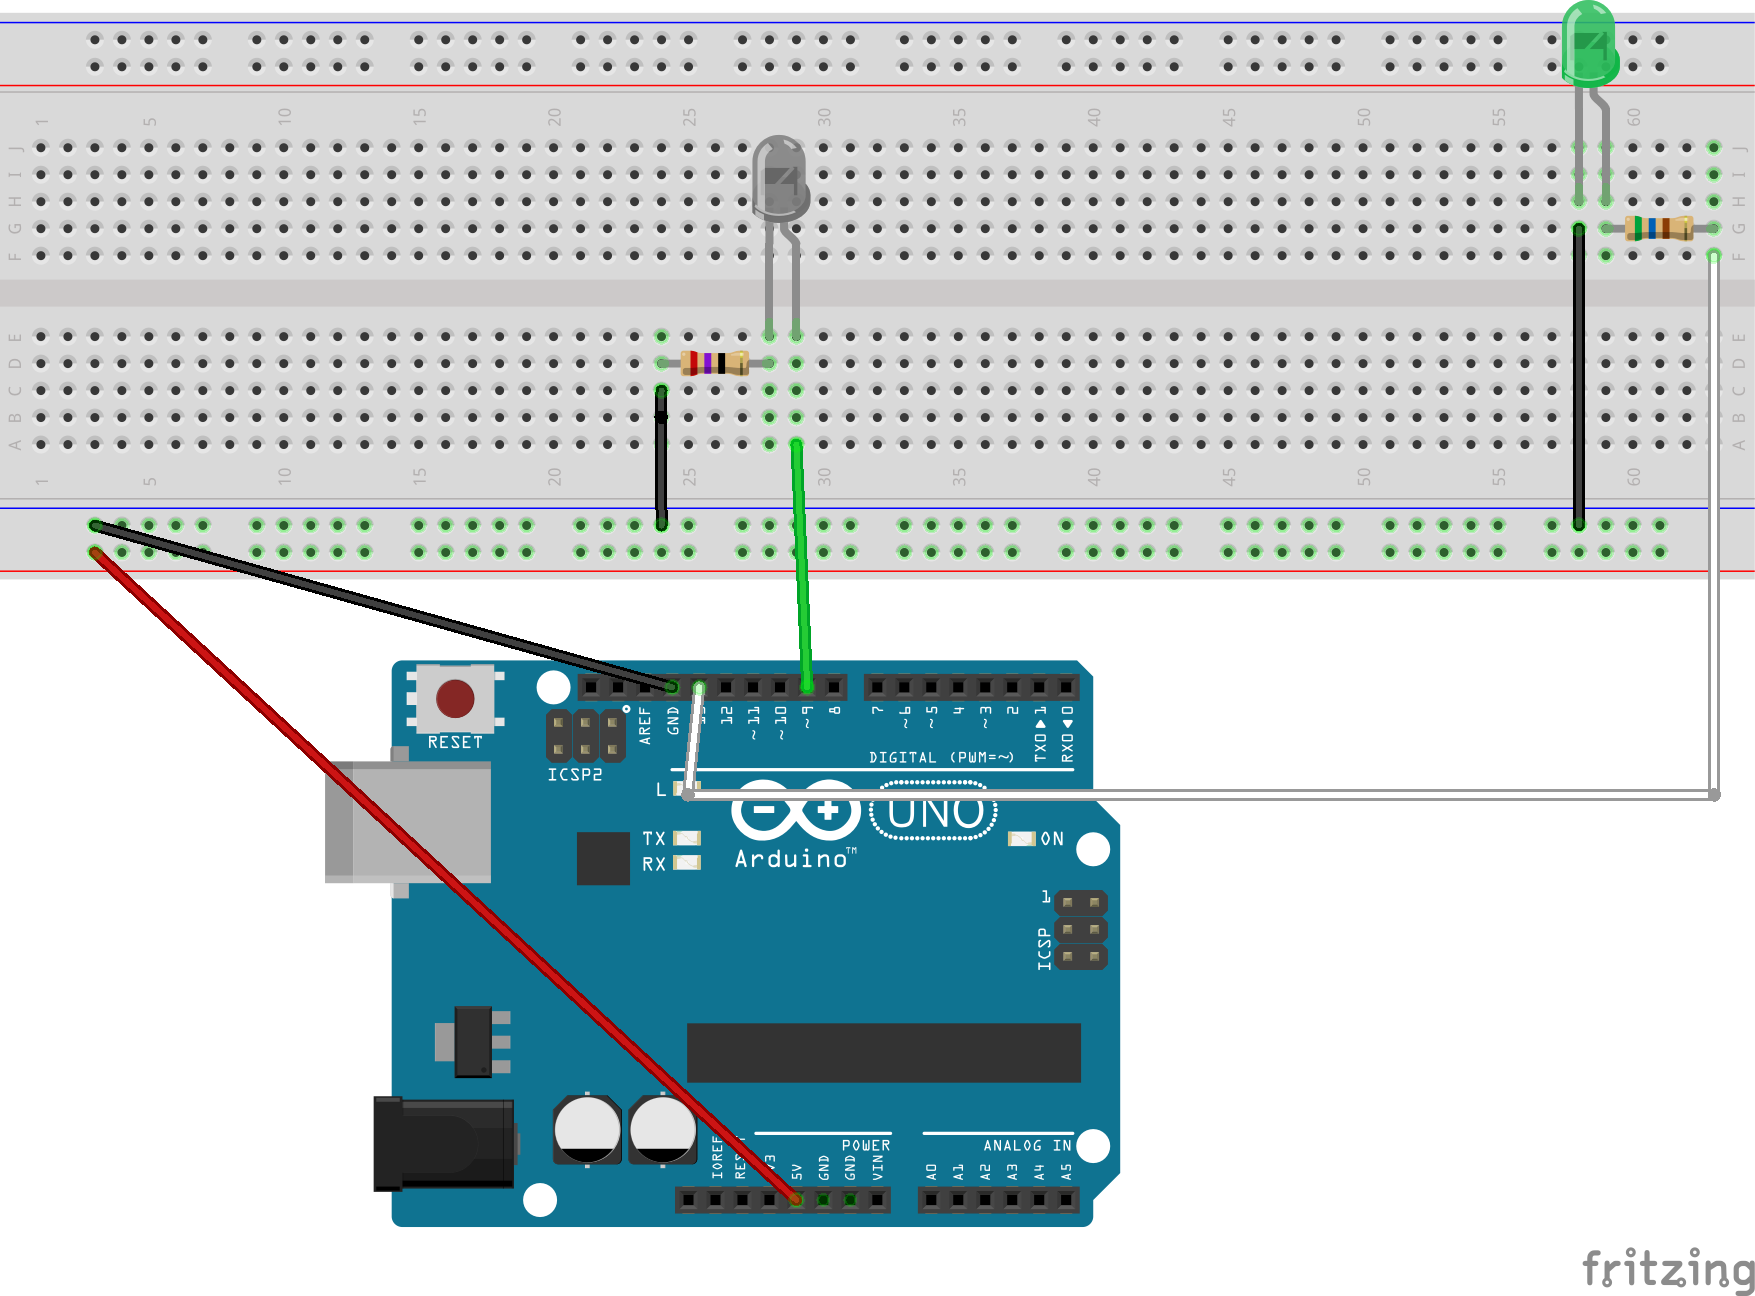 1 5 10 15 20 25 30 35 40 45 50 55 60
J J
I I
H H
G G
F F
E E
D D
C C
B B
A A
1 5 10 15 20 25 30 35 40 45 50 55 60
RESET
ICSP2
AREF
GND
12
~11
~10
~9
8
7
~6
~5
4
~3
2
TX0▶1
RX0◀0
DIGITAL (PWM=~)
L
TX
RX
UNO
Arduino™
ON
1
ICSP
POWER
ANALOG IN
IOREF
5V
GND
GND
VIN
A0
A1
A2
A3
A4
A5
fritzing